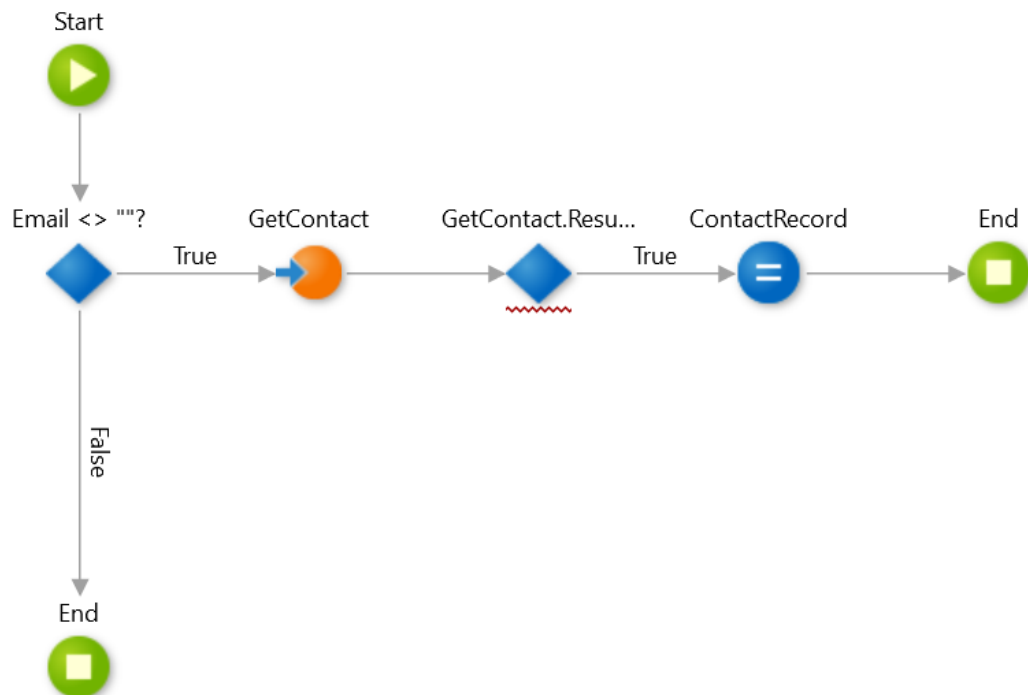 Start
Email <> ""?
True
GetContact
GetContact.Resu...
True
ContactRecord
End
False
End